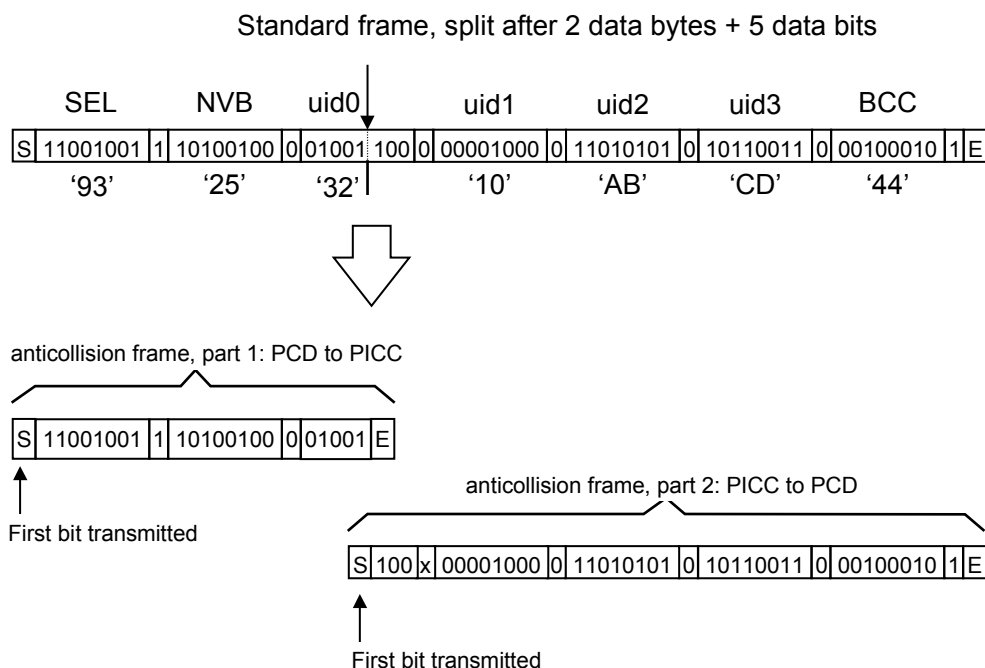 Standard frame, split after 2 data bytes + 5 data bits
SEL NVB uid0 uid1 uid2 uid3 BCC
S 11001001 1 10100100 0 01001 100 0 00001000 0 11010101 0 10110011 0 00100010 1 E
‘93’ ‘25’ ‘32’ ‘10’ ‘AB’ ‘CD’ ‘44’
anticollision frame, part 1: PCD to PICC
S 11001001 1 10100100 0 01001 E
First bit transmitted
anticollision frame, part 2: PICC to PCD
S 100 x 00001000 0 11010101 0 10110011 0 00100010 1 E
First bit transmitted